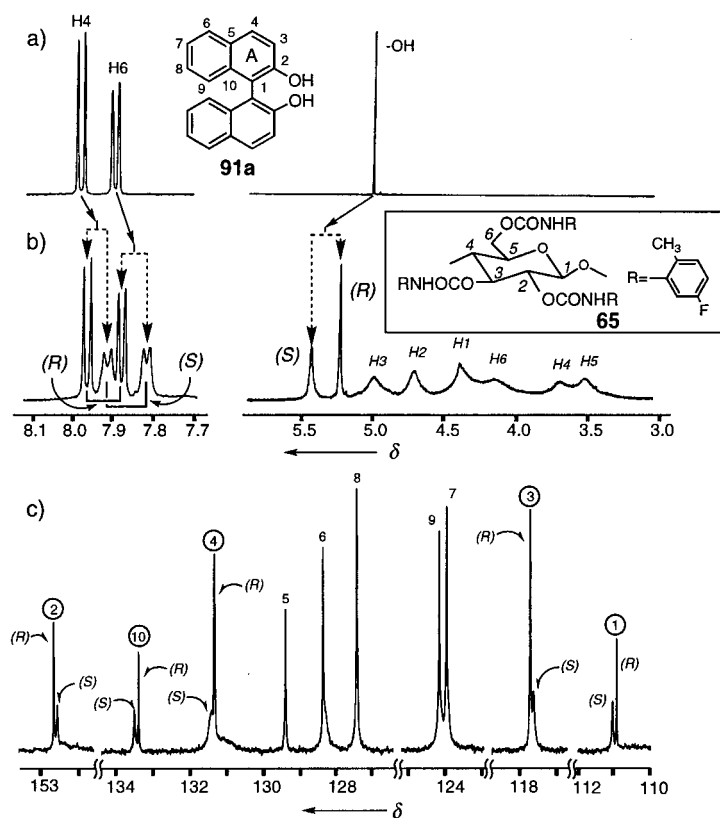 a)
H4
H6
6
5
4
7
A
3
8
2
OH
9
10
1
OH
91a
-OH
b)
(R)
(S)
(S)
(R)
OCONHR
6
4
5
RNHOCO
3
2
1
OCONHR
R=
CH3
F
65
H3
H2
H1
H6
H4
H5
8.1 8.0 7.9 7.8 7.7
5.5 5.0 4.5 4.0 3.5 3.0
δ
c)
2
(R)
(S)
10
(S)
(R)
4
(R)
(S)
5
6
8
9
7
3
(R)
(S)
1
(S)
(R)
153 134 132 130 128 124 118 112 110
δ